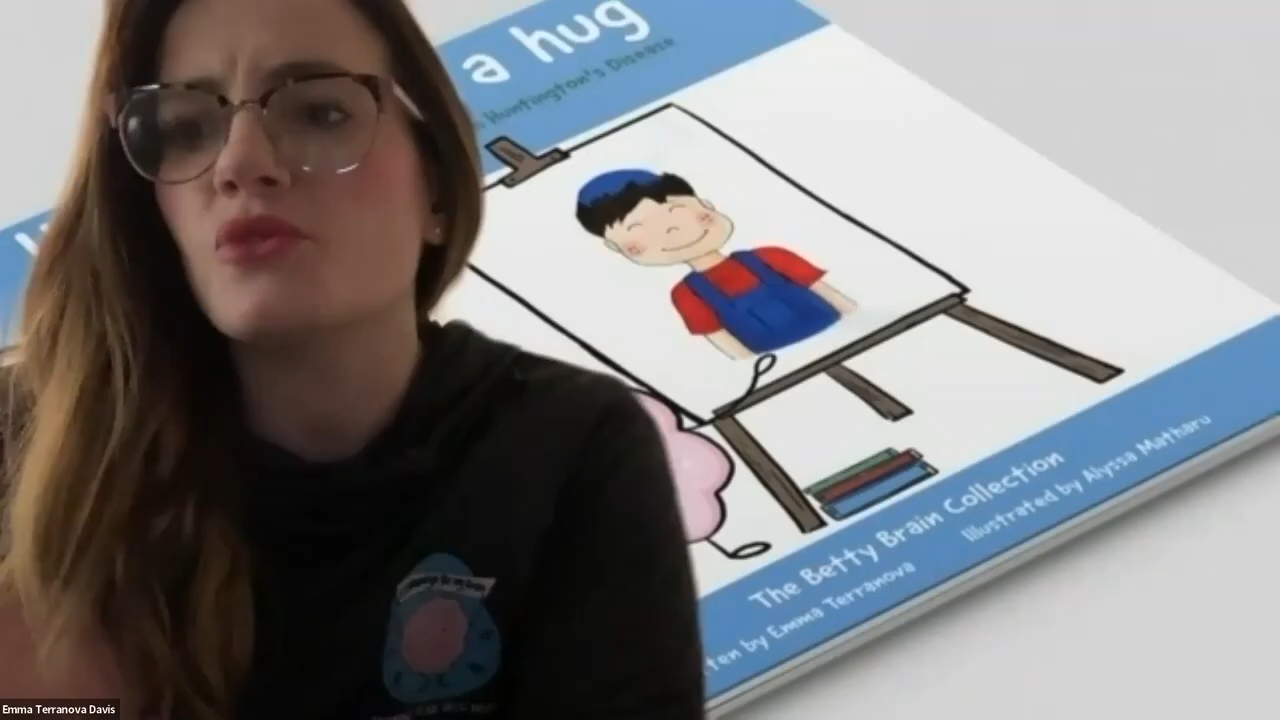 a hug
Huntington's Disease
The Betty Brain Collection
Illustrated by Alyssa Matharu
by Emma Terranova
Emma Terranova Davis